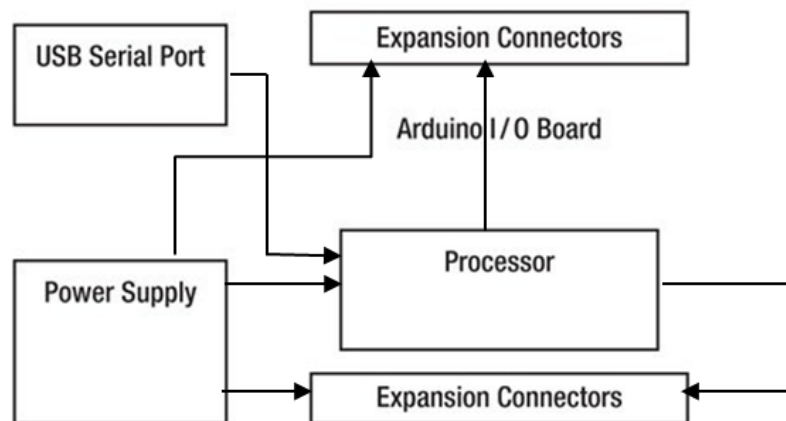 USB Serial Port
Expansion Connectors
Arduino I/O Board
Processor
Power Supply
Expansion Connectors